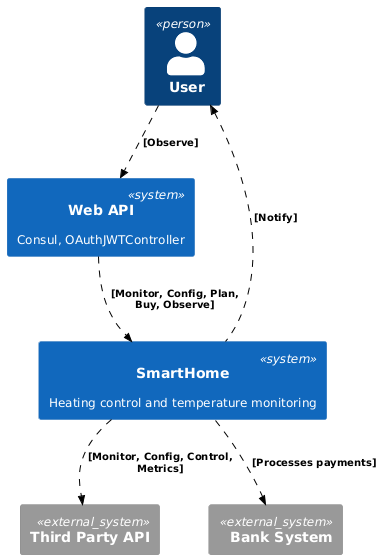 «person»
User
[Observe]
«system»
Web API
Consul, OAuthJWTController
[Notify]
[Monitor, Config, Plan,
Buy, Observe]
«system»
SmartHome
Heating control and temperature monitoring
[Monitor, Config, Control,
Metrics]
[Processes payments]
«external_system»
Third Party API
«external_system»
Bank System